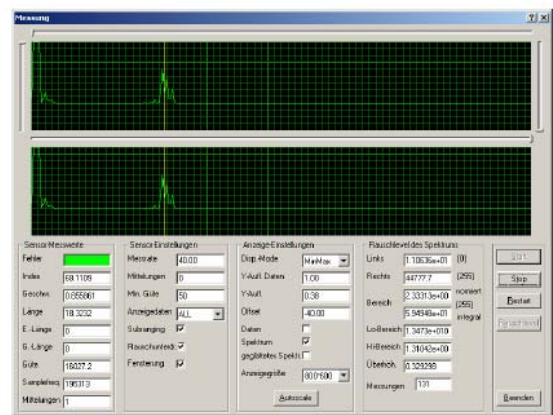 Messung
Sensor-Messwerte
Fehler
Index 68.1109
Geschw. 0.855861
Länge 18.3232
E.-Länge 0
G.-Länge 0
Güte 16027.2
Samplefreq. 195313
Mittelungen 1
Sensor-Einstellungen
Messrate 40.00
Mittelungen 0
Min. Güte 50
Anzeigedaten ALL
Subranging
Fensterung
Anzeige-Einstellungen
Disp.-Mode MinMax
Y-Aufl. Daten 1.00
Y-Aufl. 0.38
Offset -40.00
Daten
Spektrum
geglättetes Spektr.
Anzeigegröße 800*600
Autoscale
Rauschlevel des Spektrums
Links 1.10636e+01 [0]
Rechts 44777.7 [255]
Bereich 2.33313e+00 normiert
5.94948e+01 [255] integral
Lo-Bereich 1.3473e+010
Hi-Bereich 1.31042e+00
Überhöh. 0.329298
Messungen 131
Start
Stop
Restart
Beenden